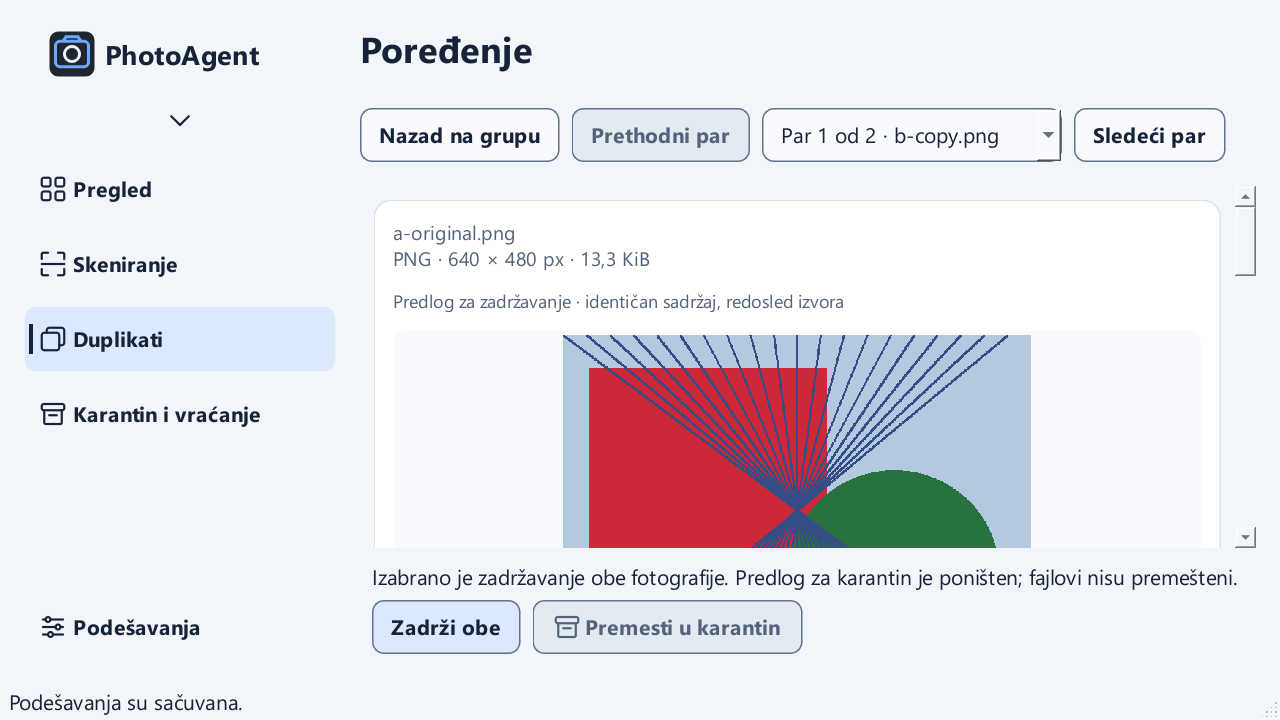 PhotoAgent
Pregled
Skeniranje
Duplikati
Karantin i vraćanje
Podešavanja
Poređenje
Nazad na grupu
Prethodni par
Par 1 od 2 · b-copy.png
Sledeći par
a-original.png
PNG · 640 × 480 px · 13,3 KiB
Predlog za zadržavanje · identičan sadržaj, redosled izvora
Izabrano je zadržavanje obe fotografije. Predlog za karantin je poništen; fajlovi nisu premešteni.
Zadrži obe
Premesti u karantin
Podešavanja su sačuvana.